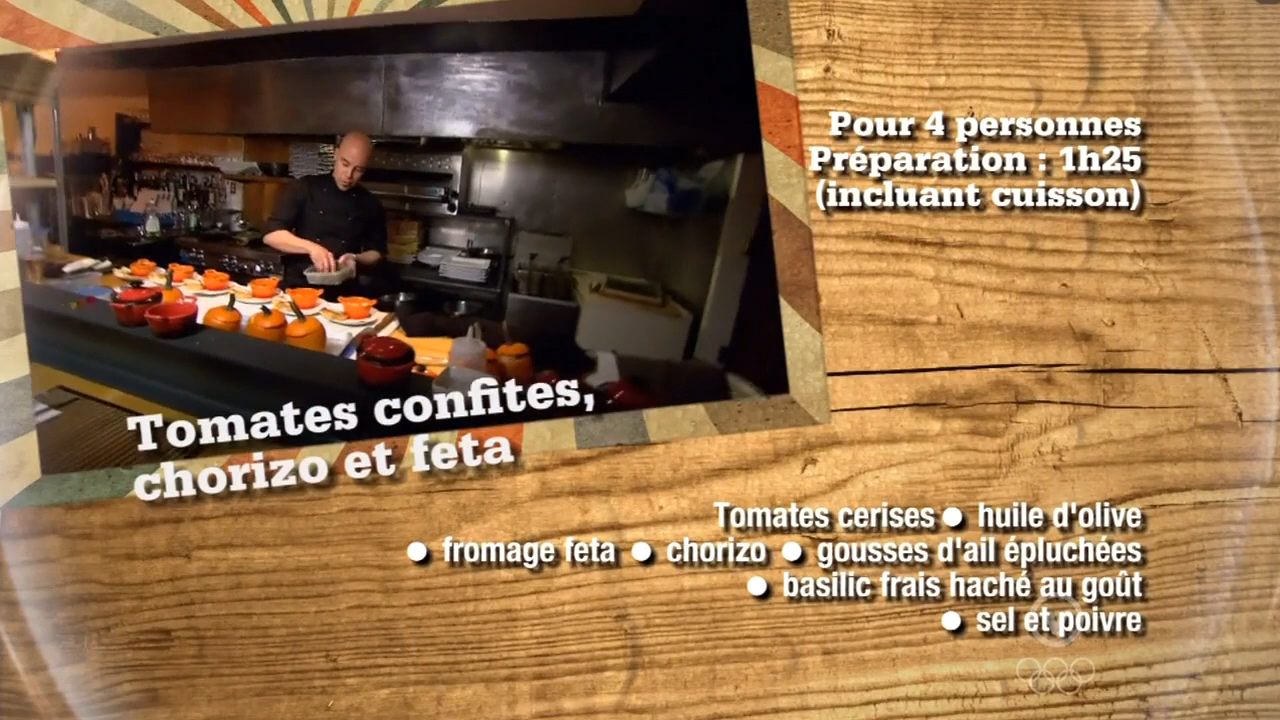 Pour 4 personnes
Préparation : 1h25
(incluant cuisson)
Tomates confites,
chorizo et feta
Tomates cerises ● huile d'olive
● fromage feta ● chorizo ● gousses d'ail épluchées
● basilic frais haché au goût
● sel et poivre